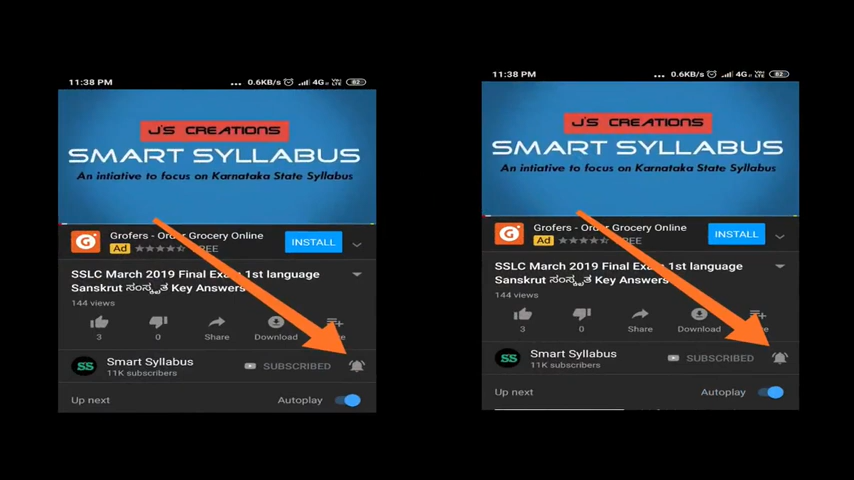 11:38 PM
0.6KB/s 4G VoLTE 82
J'S CREATIONS
SMART SYLLABUS
An intiative to focus on Karnataka State Syllabus
Grofers - Order Grocery Online
Ad
INSTALL
SSLC March 2019 Final Exam 1st language
Sanskrut ಸಂಸ್ಕೃತ Key Answers
144 views
3
0
Share
Download
Smart Syllabus
SS
11K subscribers
SUBSCRIBED
Up next
Autoplay
11:38 PM
0.6KB/s 4G VoLTE 82
J'S CREATIONS
SMART SYLLABUS
An intiative to focus on Karnataka State Syllabus
Grofers - Order Grocery Online
Ad
INSTALL
SSLC March 2019 Final Exam 1st language
Sanskrut ಸಂಸ್ಕೃತ Key Answers
144 views
3
0
Share
Download
Smart Syllabus
SS
11K subscribers
SUBSCRIBED
Up next
Autoplay